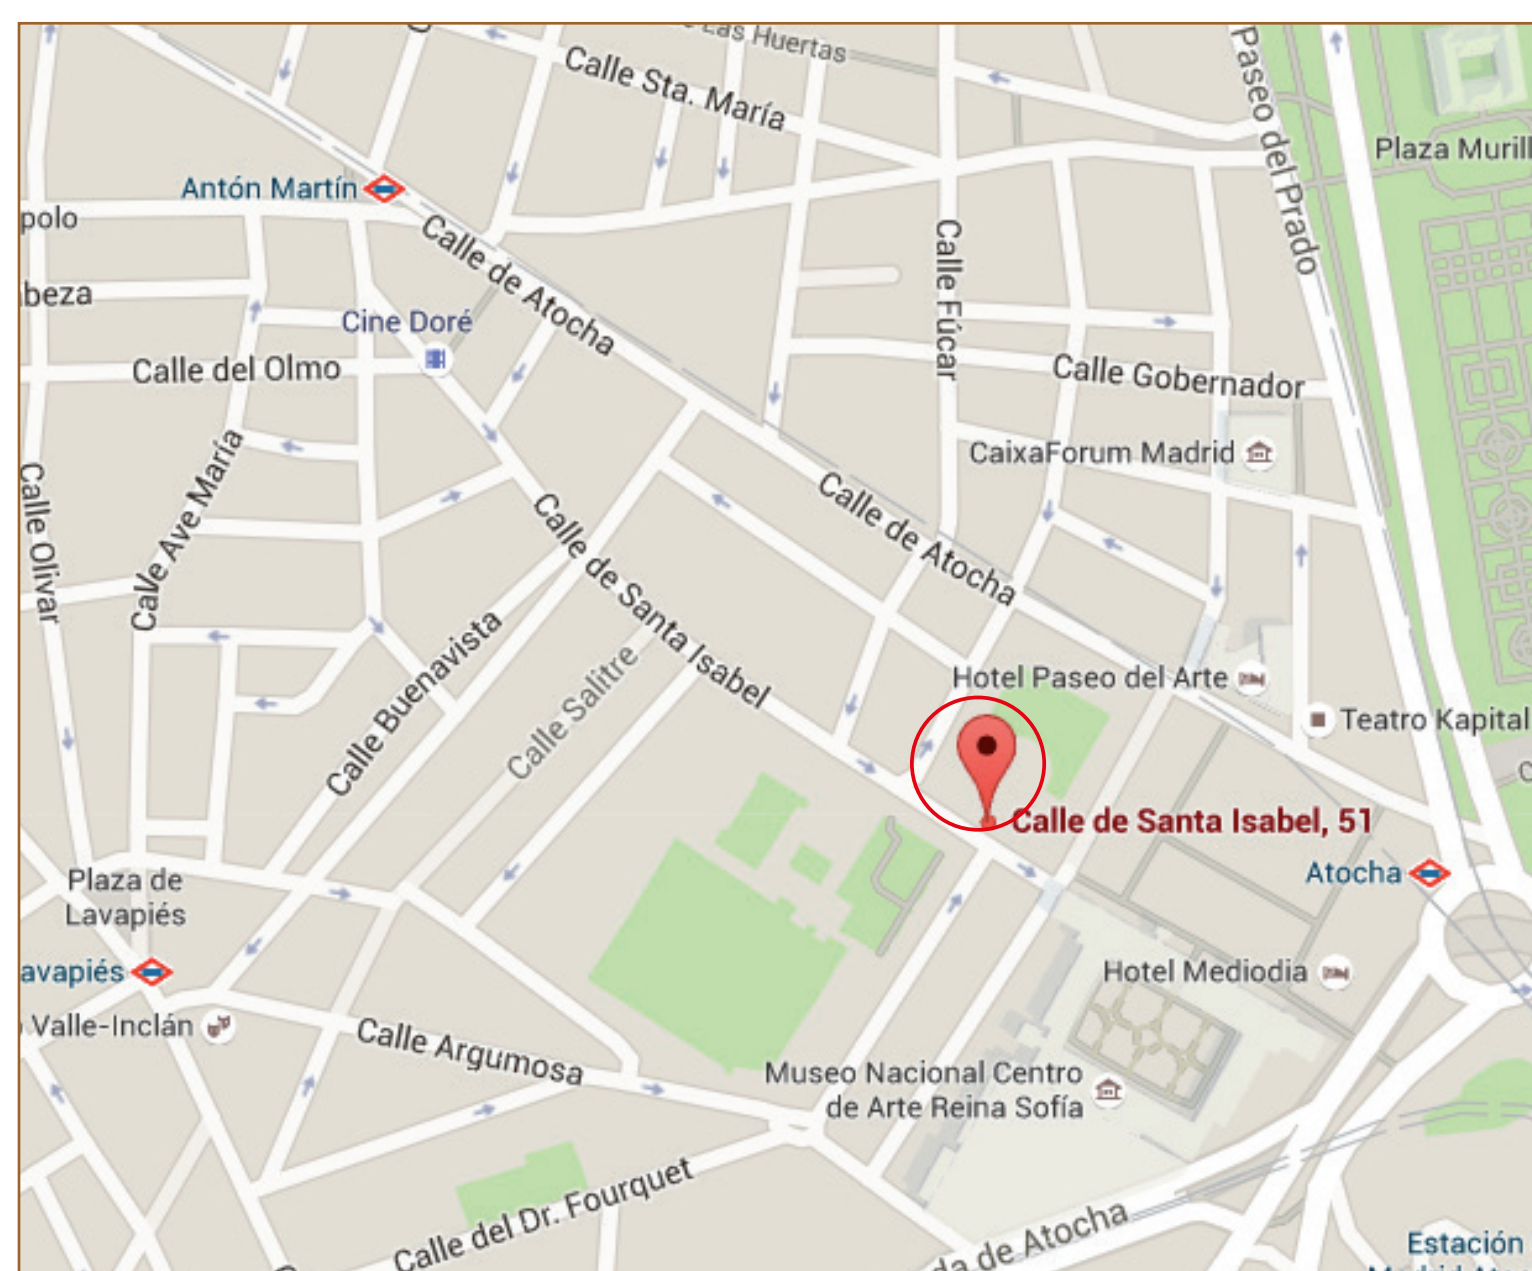 Las Huertas
Calle Sta. María
Paseo del Prado
Plaza Murill
Antón Martín
polo
Calle de Atocha
Calle Fúcar
beza
Cine Doré
Calle del Olmo
Calle Gobernador
CaixaForum Madrid
Calle Olivar
Calle Ave María
Calle de Atocha
Calle de Santa Isabel
Calle Buenavista
Calle Salitre
Hotel Paseo del Arte
Teatro Kapital
Calle de Santa Isabel, 51
Atocha
Plaza de
Lavapiés
avapiés
Hotel Mediodia
Valle-Inclán
Calle Argumosa
Museo Nacional Centro
de Arte Reina Sofía
Calle del Dr. Fourquet
da de Atocha
Estación